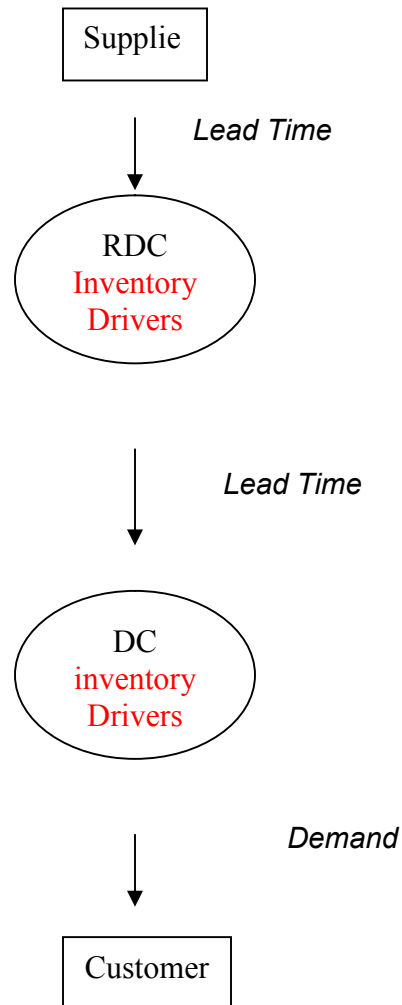 Supplie
Lead Time
RDC
Inventory
Drivers
Lead Time
DC
inventory
Drivers
Demand
Customer